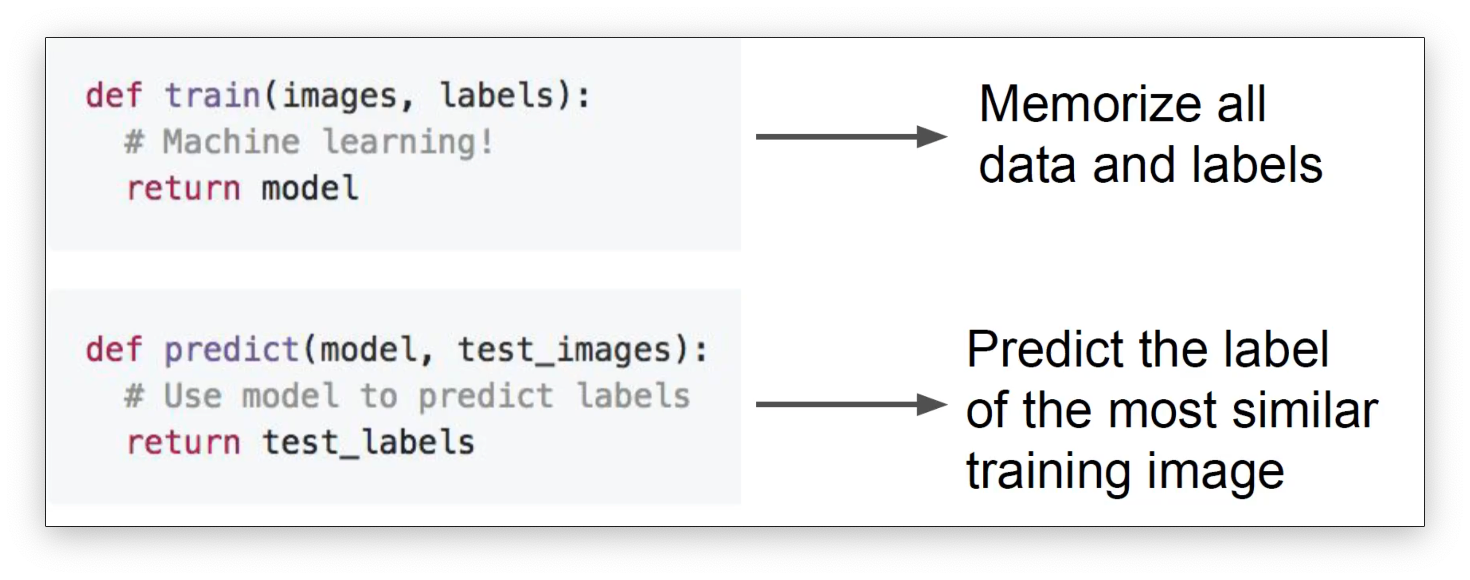 def train(images, labels):
  # Machine learning!
  return model
Memorize all
data and labels
def predict(model, test_images):
  # Use model to predict labels
  return test_labels
Predict the label
of the most similar
training image